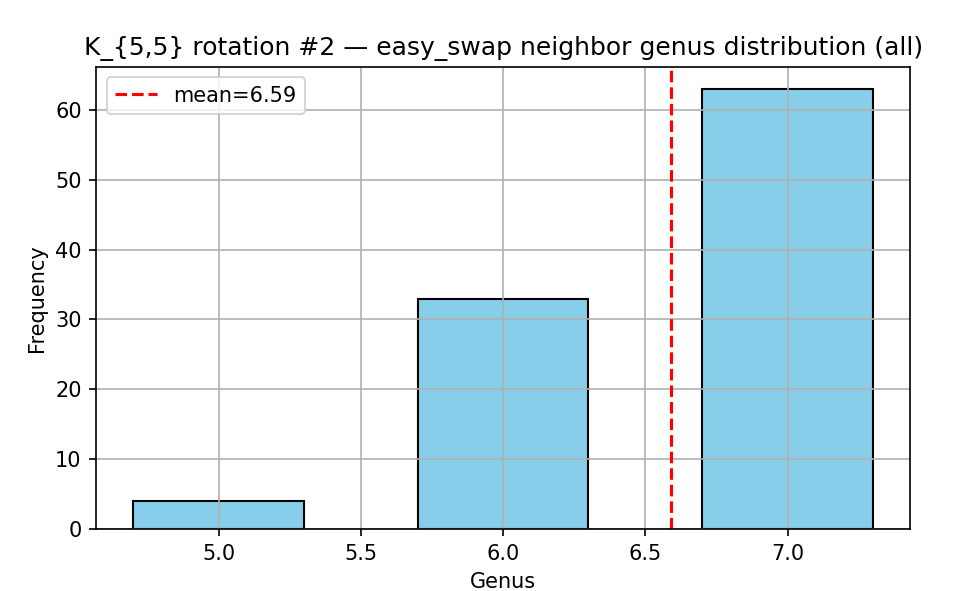 K_{5,5} rotation #2 — easy_swap neighbor genus distribution (all)
mean=6.59
Frequency
60
50
40
30
20
10
0
5.0 5.5 6.0 6.5 7.0
Genus